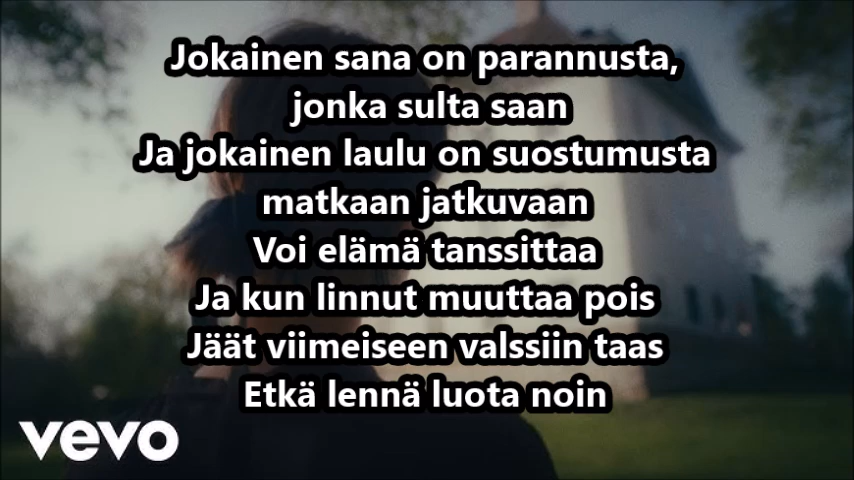 Jokainen sana on parannusta,
jonka sulta saan
Ja jokainen laulu on suostumusta
matkaan jatkuvaan
Voi elämä tanssittaa
Ja kun linnut muuttaa pois
Jäät viimeiseen valssiin taas
Etkä lennä luota noin
vevo